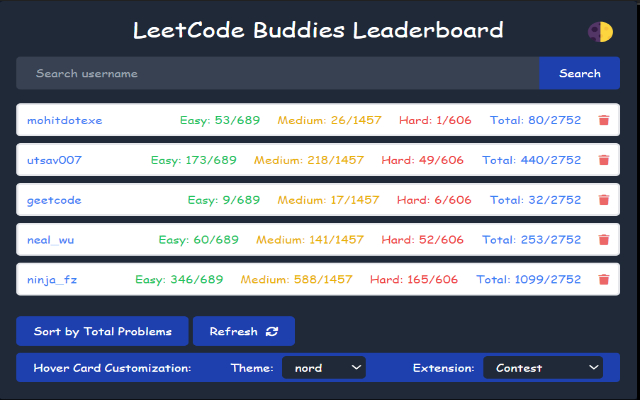 LeetCode Buddies Leaderboard
Search username
Search
mohitdotexe Easy: 53/689 Medium: 26/1457 Hard: 1/606 Total: 80/2752
utsav007 Easy: 173/689 Medium: 218/1457 Hard: 49/606 Total: 440/2752
geetcode Easy: 9/689 Medium: 17/1457 Hard: 6/606 Total: 32/2752
neal_wu Easy: 60/689 Medium: 141/1457 Hard: 52/606 Total: 253/2752
ninja_fz Easy: 346/689 Medium: 588/1457 Hard: 165/606 Total: 1099/2752
Sort by Total Problems Refresh
Hover Card Customization: Theme: nord Extension: Contest